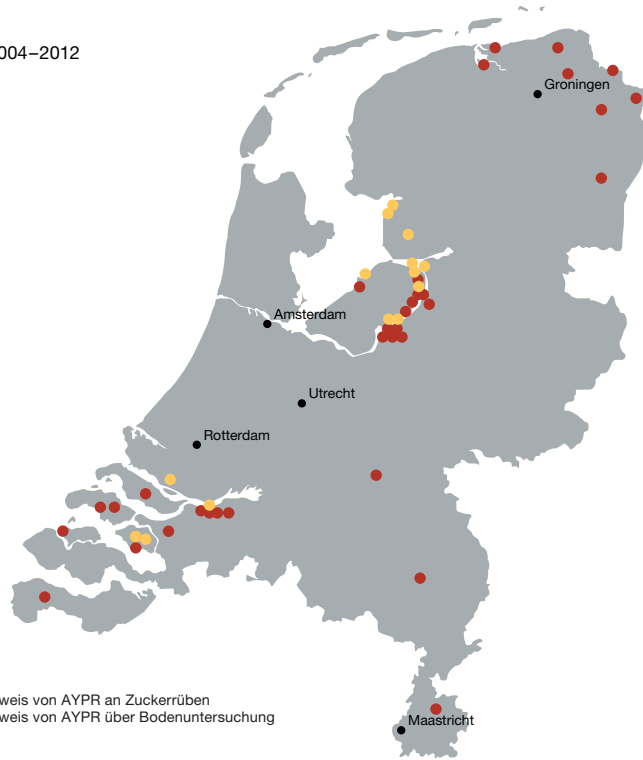 004–2012
Groningen
Amsterdam
Utrecht
Rotterdam
weis von AYPR an Zuckerrüben
weis von AYPR über Bodenuntersuchung
Maastricht